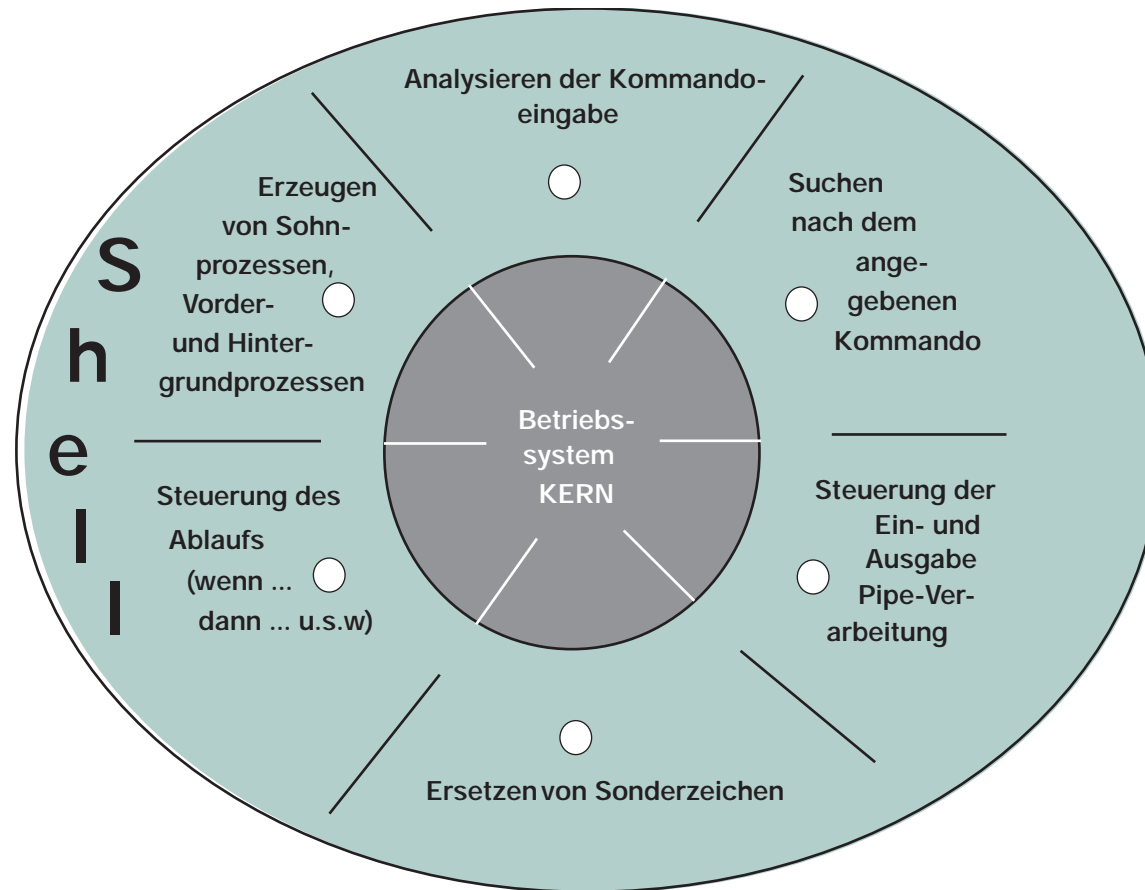 Analysieren der Kommando-
eingabe
Suchen
nach dem
ange-
gebenen
Kommando
Steuerung der
Ein- und
Ausgabe
Pipe-Ver-
arbeitung
Ersetzen von Sonderzeichen
Steuerung des
Ablaufs
(wenn ...
dann ... u.s.w)
Erzeugen
von Sohn-
prozessen,
Vorder-
und Hinter-
grundprozessen
Shell
Betriebs-
system
KERN